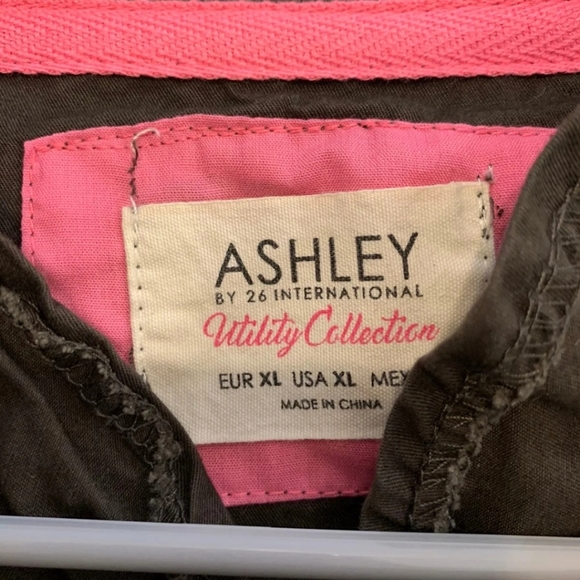 ASHLEY
BY 26 INTERNATIONAL
Utility Collection
EUR XL USA XL MEX
MADE IN CHINA